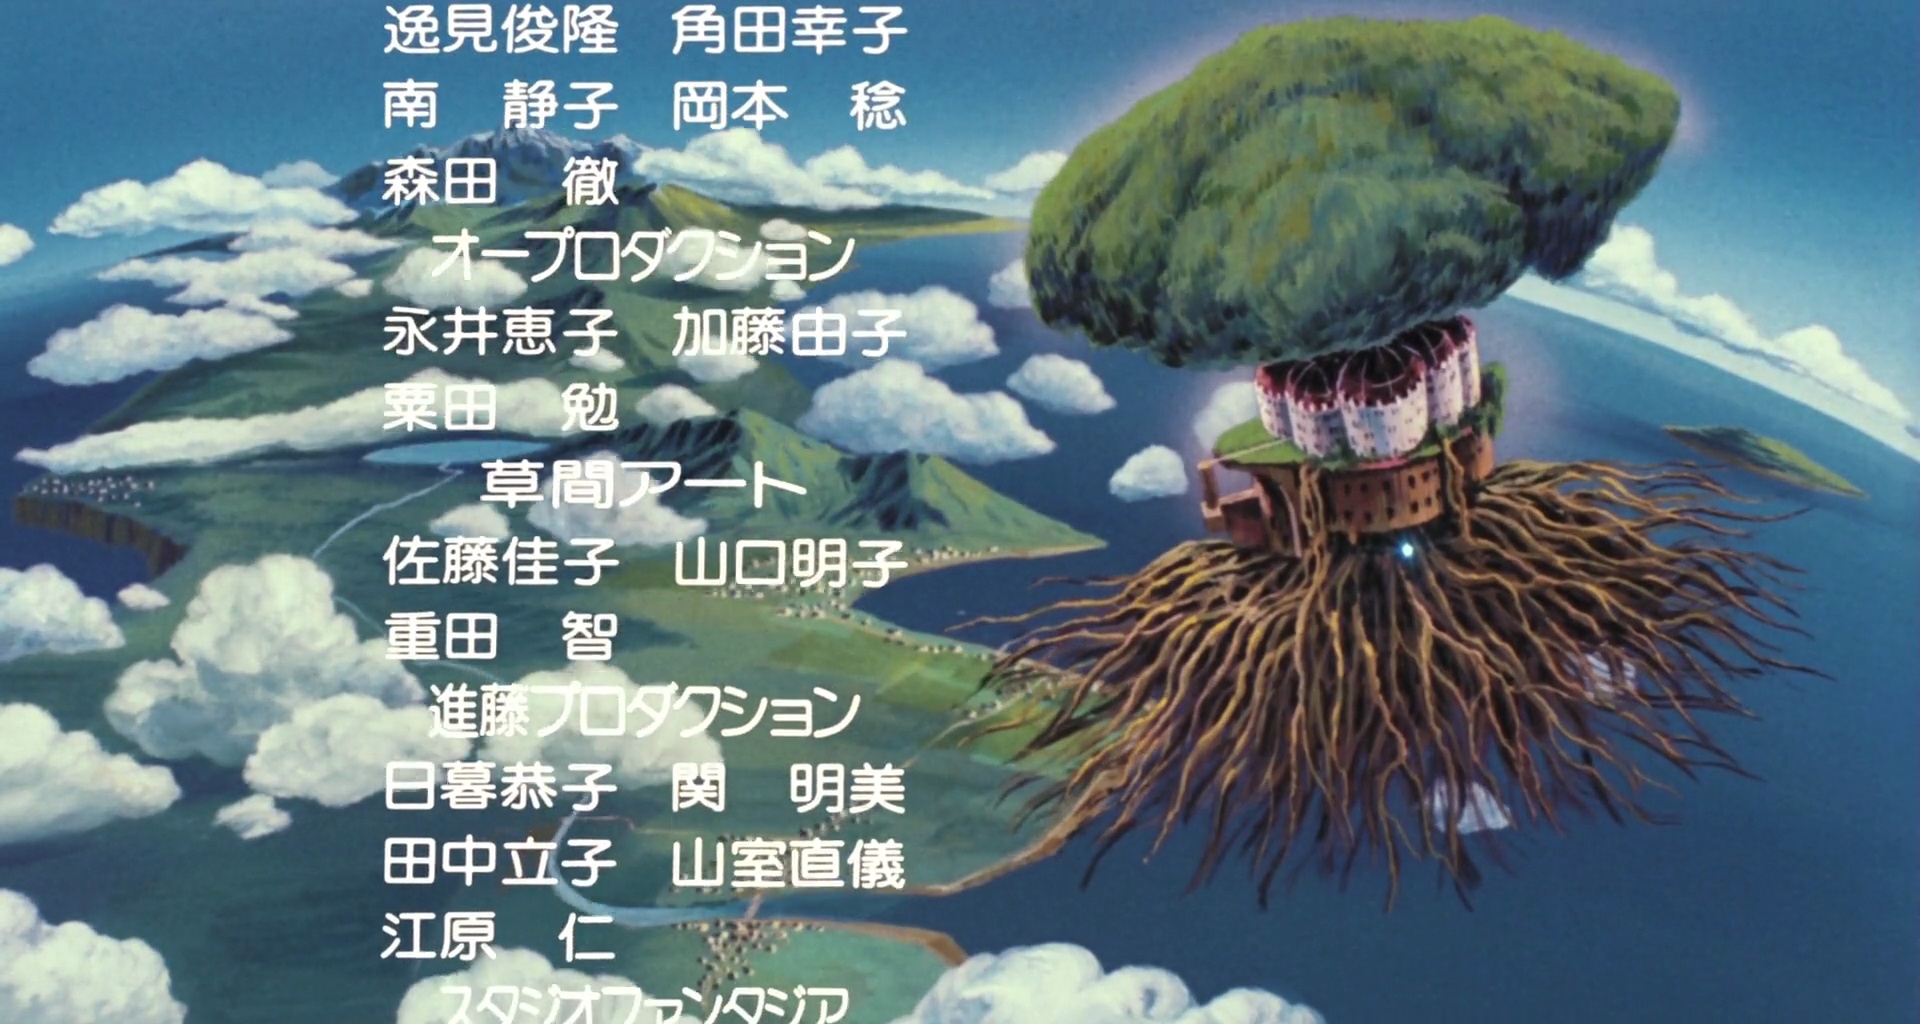 逸見俊隆　角田幸子
南　静子　岡本　稔
森田　徹
オープロダクション
永井恵子　加藤由子
粟田　勉
草間アート
佐藤佳子　山口明子
重田　智
進藤プロダクション
日暮恭子　関　明美
田中立子　山室直儀
江原　仁
スタジオファンタジア